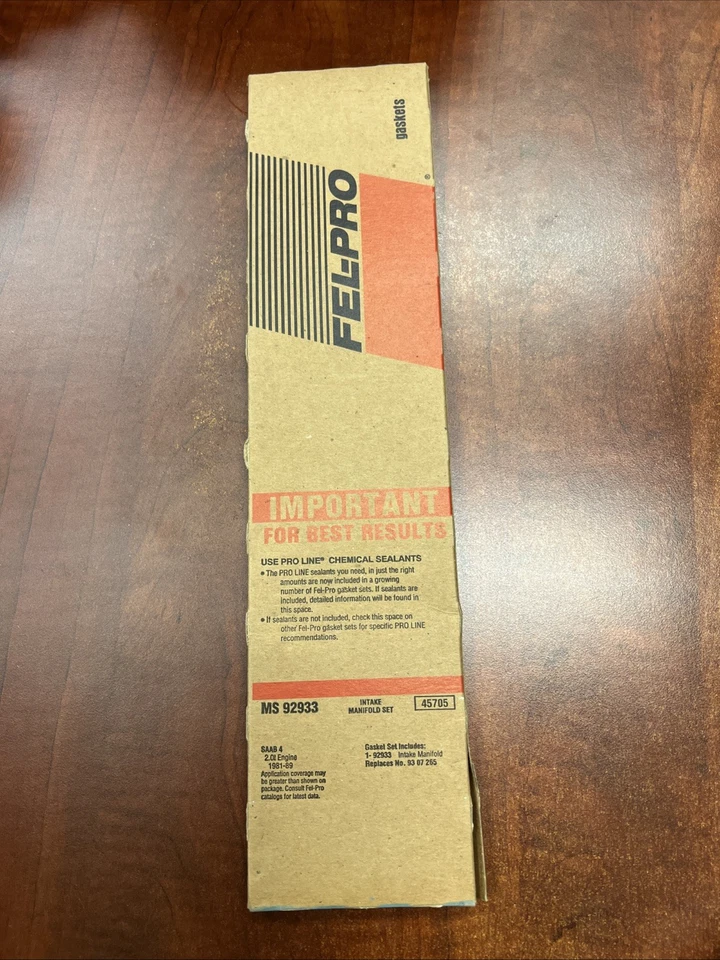 gaskets
FEL-PRO®
IMPORTANT
FOR BEST RESULTS
USE PRO LINE® CHEMICAL SEALANTS
• The PRO LINE sealants you need, in just the right
amounts are now included in a growing
number of Fel-Pro gasket sets. If sealants are
included, detailed information will be found in
this space.
• If sealants are not included, check this space on
other Fel-Pro gasket sets for specific PRO LINE
recommendations.
MS 92933
INTAKE
MANIFOLD SET
45705
SAAB 4
2.0l Engine
1981-89
Application coverage may
be greater than shown on
package. Consult Fel-Pro
catalogs for latest data.
Gasket Set Includes:
1- 92933 Intake Manifold
Replaces No. 93 07 265